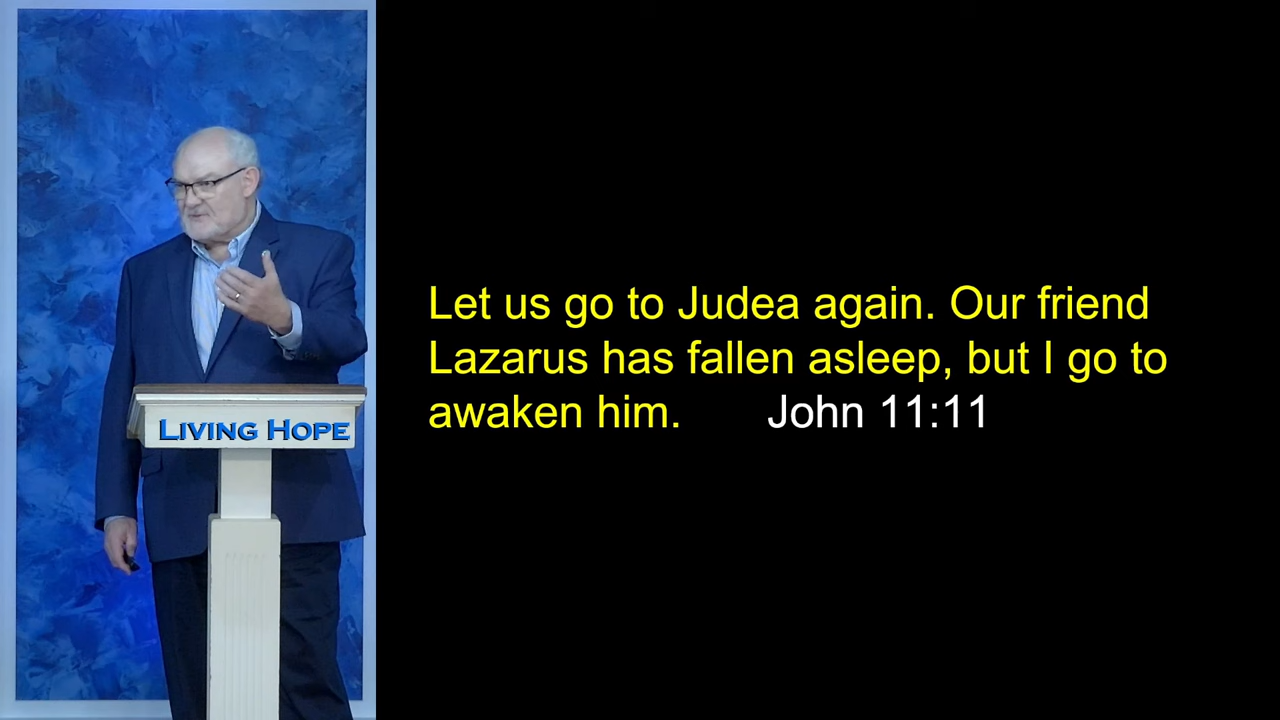 LIVING HOPE
Let us go to Judea again. Our friend
Lazarus has fallen asleep, but I go to
awaken him. John 11:11